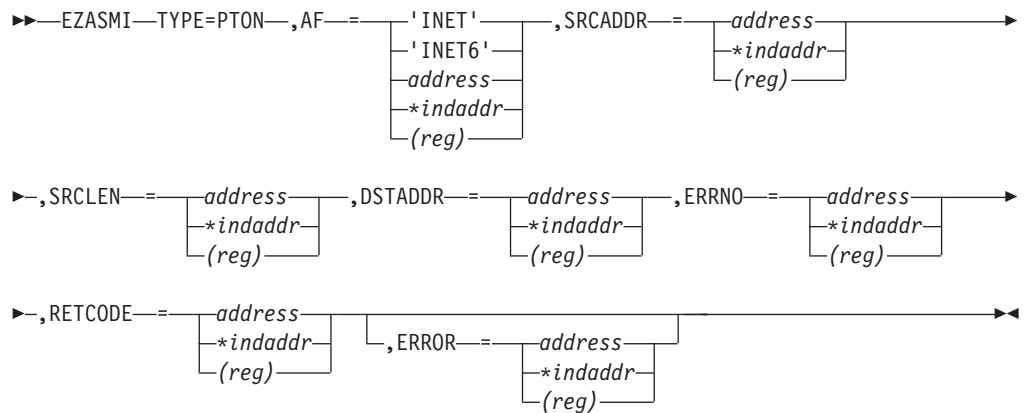 EZASMI TYPE=PTON ,AF = 'INET' ,SRCADDR = address
'INET6' *indaddr
address (reg)
*indaddr
(reg)
,SRCLEN = address ,DSTADDR = address ,ERRNO = address
*indaddr *indaddr *indaddr
(reg) (reg) (reg)
,RETCODE = address
*indaddr ,ERROR = address
(reg) *indaddr
(reg)